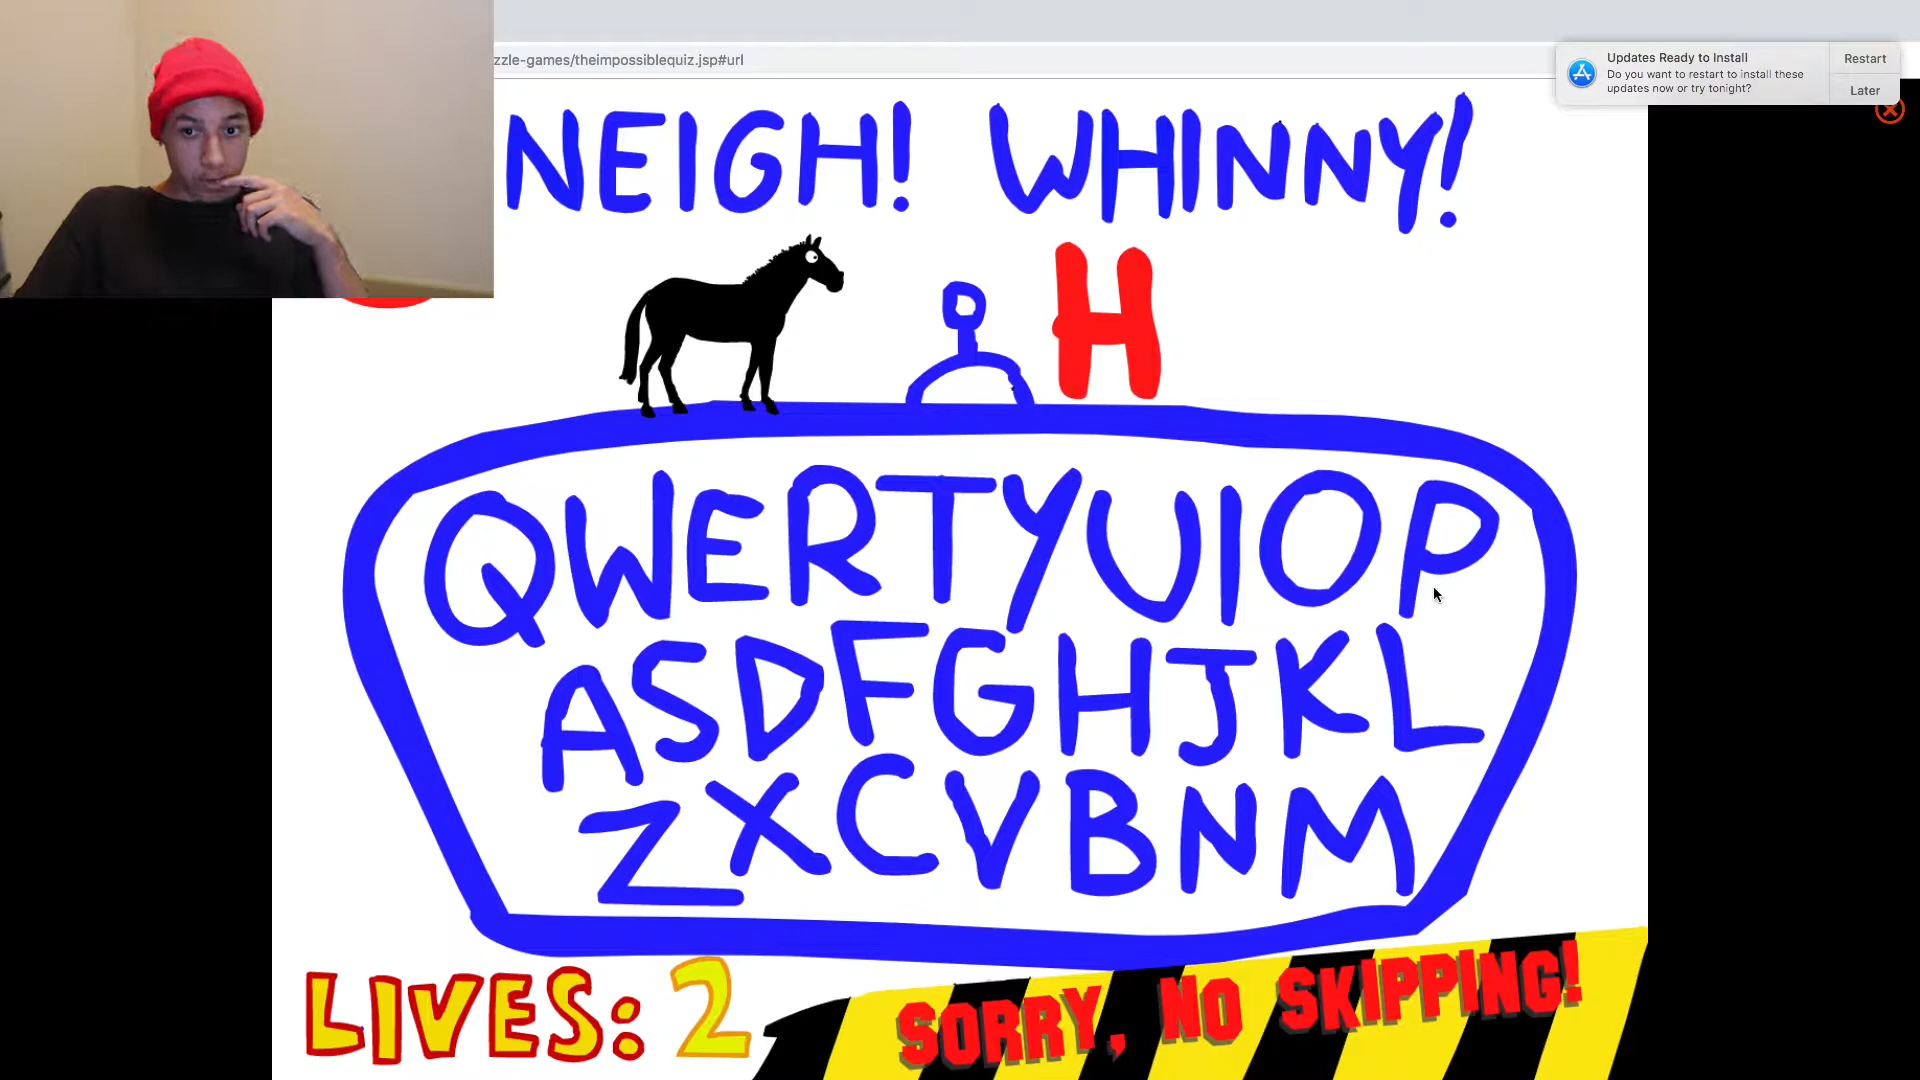 zzle-games/theimpossiblequiz.jsp#url
Updates Ready to Install
Do you want to restart to install these
updates now or try tonight?
Restart
Later
NEIGH! WHINNY!
H
QWERTYUIOP
ASDFGHJKL
ZXCVBNM
LIVES: 2
SORRY, NO SKIPPING!